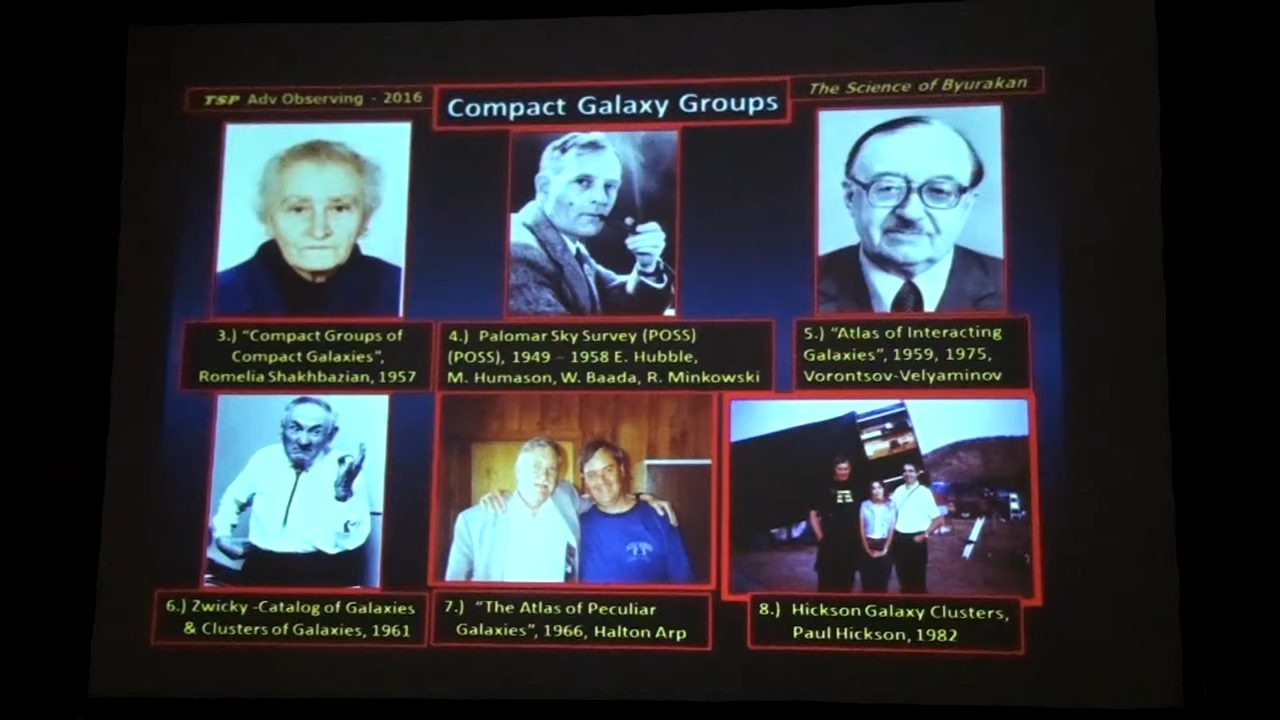 TSP Adv Observing - 2016
Compact Galaxy Groups
The Science of Byurakan
3.) “Compact Groups of
Compact Galaxies”,
Romelia Shakhbazian, 1957
4.) Palomar Sky Survey (POSS)
(POSS), 1949 – 1958 E. Hubble,
M. Humason, W. Baada, R. Minkowski
5.) “Atlas of Interacting
Galaxies”, 1959, 1975,
Vorontsov-Velyaminov
6.) Zwicky -Catalog of Galaxies
& Clusters of Galaxies, 1961
7.) “The Atlas of Peculiar
Galaxies”, 1966, Halton Arp
8.) Hickson Galaxy Clusters,
Paul Hickson, 1982